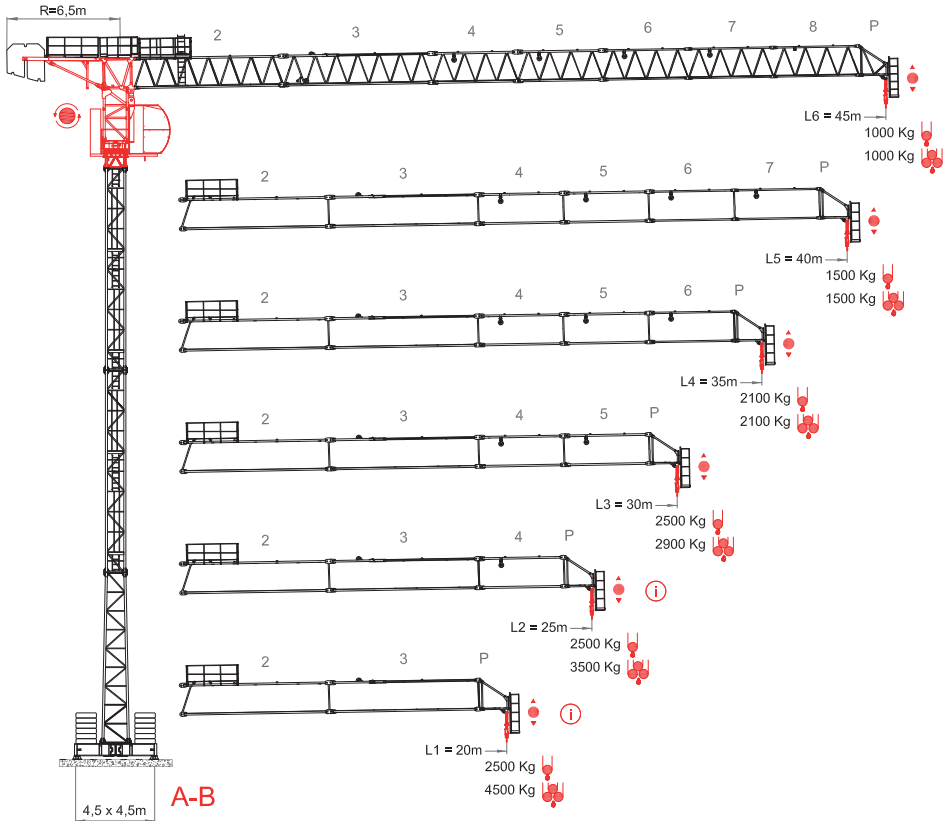 R=6,5m
2 3 4 5 6 7 8 P
L6 = 45m
1000 Kg
1000 Kg
2 3 4 5 6 7 P
L5 = 40m
1500 Kg
1500 Kg
2 3 4 5 6 P
L4 = 35m
2100 Kg
2100 Kg
2 3 4 5 P
L3 = 30m
2500 Kg
2900 Kg
2 3 4 P
i
L2 = 25m
2500 Kg
3500 Kg
2 3 P
i
L1 = 20m
2500 Kg
4500 Kg
A-B
4,5 x 4,5m